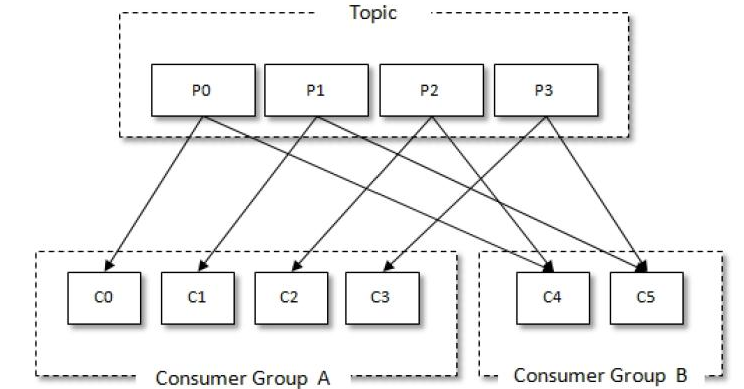 Topic
P0 P1 P2 P3
C0 C1 C2 C3 C4 C5
Consumer Group A Consumer Group B